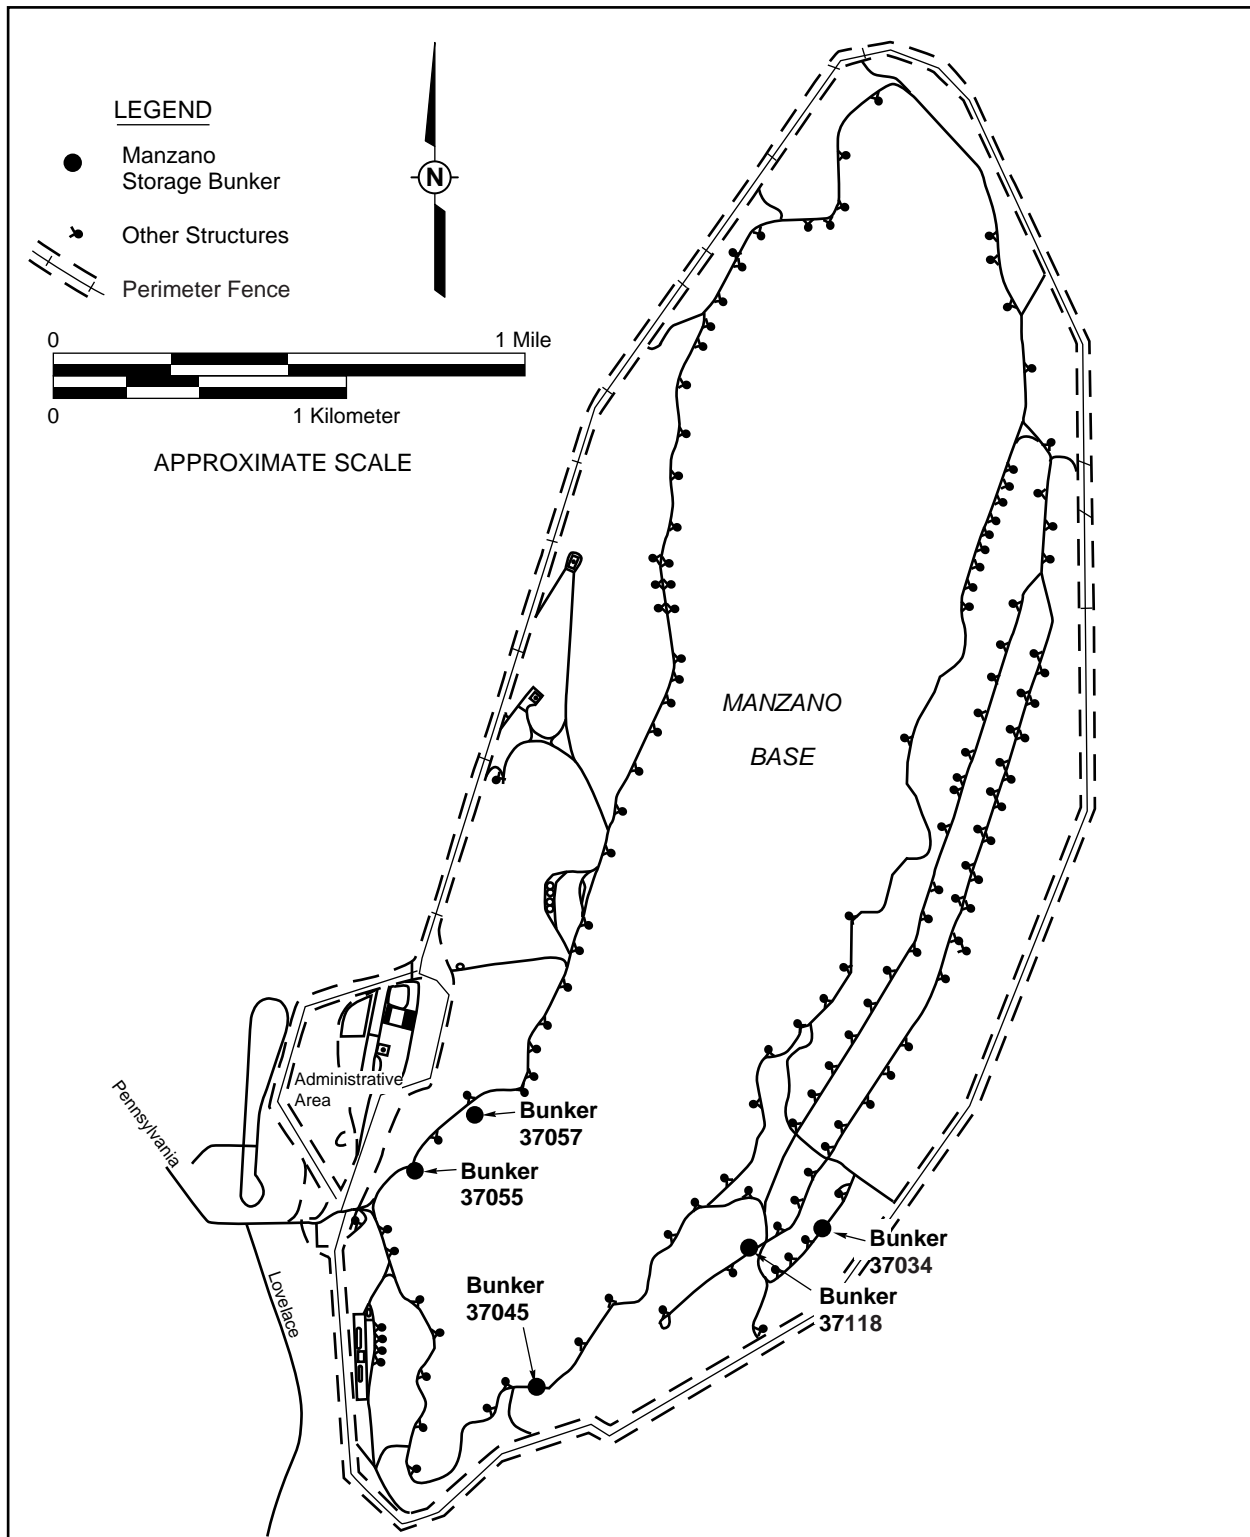 LEGEND
Manzano
Storage Bunker
Other Structures
Perimeter Fence
N
0
1 Mile
0
1 Kilometer
APPROXIMATE SCALE
MANZANO
BASE
Administrative
Area
Pennsylvania
Lovelace
Bunker
37057
Bunker
37055
Bunker
37045
Bunker
37034
Bunker
37118